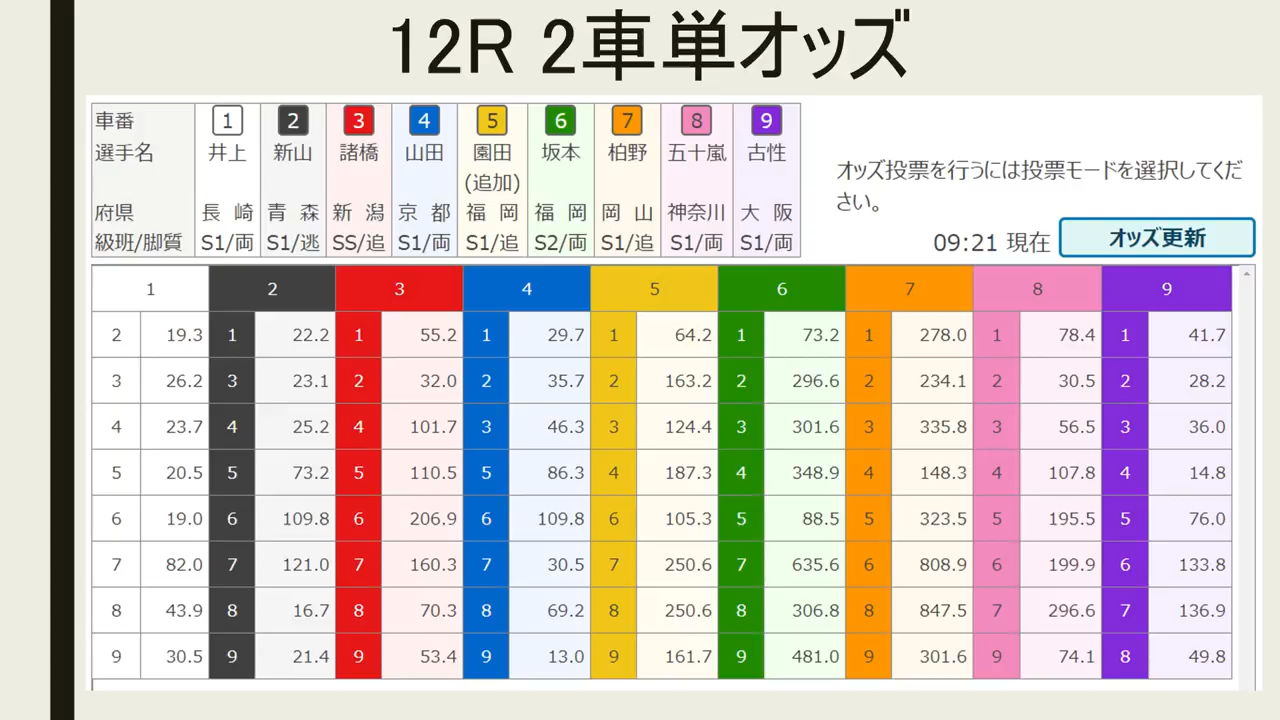 12R 2車単オッズ
車番 1 2 3 4 5 6 7 8 9
選手名 井上 新山 諸橋 山田 園田 坂本 柏野 五十嵐 古性
(追加)
府県 長崎 青森 新潟 京都 福岡 福岡 岡山 神奈川 大阪
級班/脚質 S1/両 S1/逃 SS/追 S1/両 S1/追 S2/両 S1/追 S1/両 S1/両
オッズ投票を行うには投票モードを選択してくだ
さい。
09:21 現在 オッズ更新
1 2 3 4 5 6 7 8 9
2 19.3 1 22.2 1 55.2 1 29.7 1 64.2 1 73.2 1 278.0 1 78.4 1 41.7
3 26.2 3 23.1 2 32.0 2 35.7 2 163.2 2 296.6 2 234.1 2 30.5 2 28.2
4 23.7 4 25.2 4 101.7 3 46.3 3 124.4 3 301.6 3 335.8 3 56.5 3 36.0
5 20.5 5 73.2 5 110.5 5 86.3 4 187.3 4 348.9 4 148.3 4 107.8 4 14.8
6 19.0 6 109.8 6 206.9 6 109.8 6 105.3 5 88.5 5 323.5 5 195.5 5 76.0
7 82.0 7 121.0 7 160.3 7 30.5 7 250.6 7 635.6 6 808.9 6 199.9 6 133.8
8 43.9 8 16.7 8 70.3 8 69.2 8 250.6 8 306.8 8 847.5 7 296.6 7 136.9
9 30.5 9 21.4 9 53.4 9 13.0 9 161.7 9 481.0 9 301.6 9 74.1 8 49.8